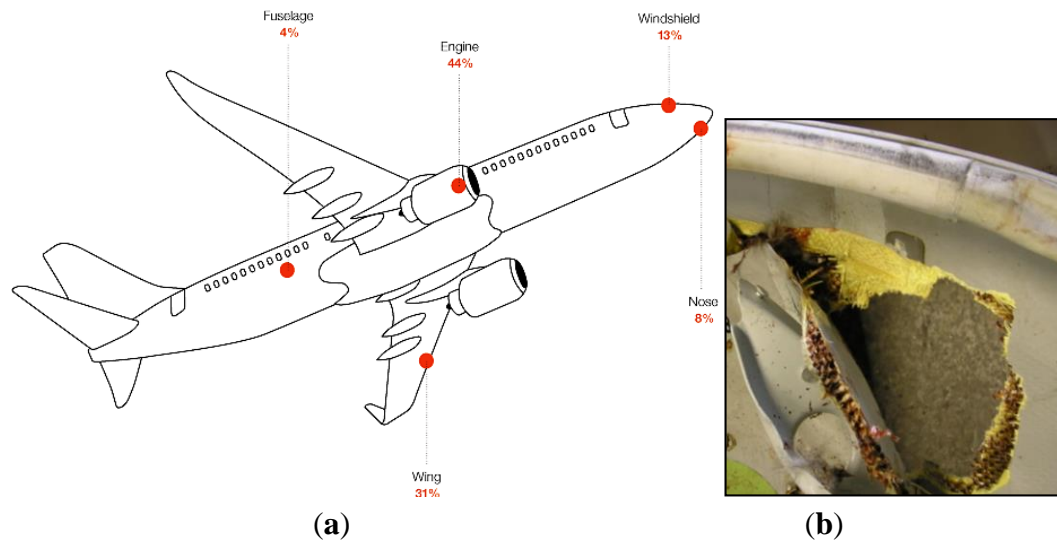 Fuselage
4%
Engine
44%
Windshield
13%
Nose
8%
Wing
31%
(a)
(b)